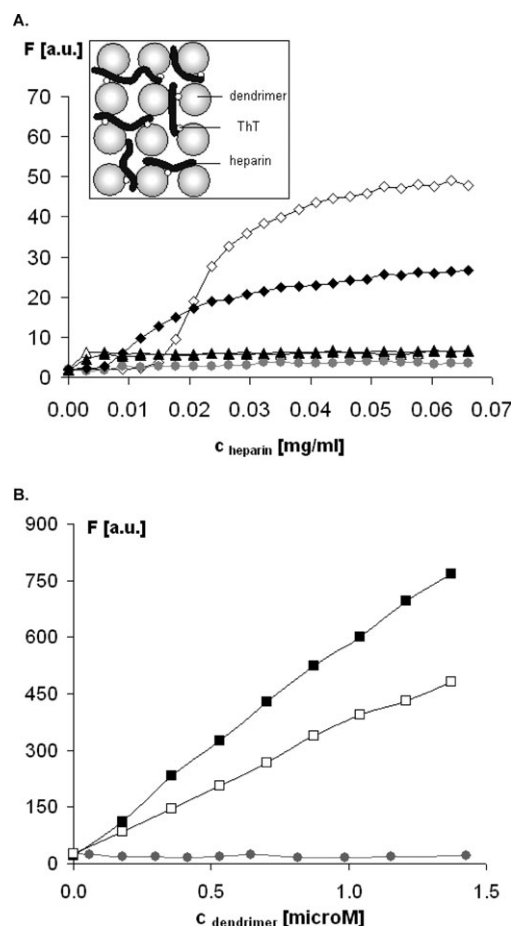 A.
F [a.u.]
dendrimer
ThT
heparin
70
60
50
40
30
20
10
0
0.00 0.01 0.02 0.03 0.04 0.05 0.06 0.07
c heparin [mg/ml]
B.
F [a.u.]
900
750
600
450
300
150
0
0.0 0.5 1.0 1.5
c dendrimer [microM]